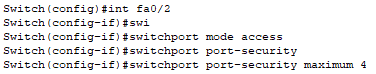 Switch(config)#int fa0/2
Switch(config-if)#swi
Switch(config-if)#switchport mode access
Switch(config-if)#switchport port-security
Switch(config-if)#switchport port-security maximum 4